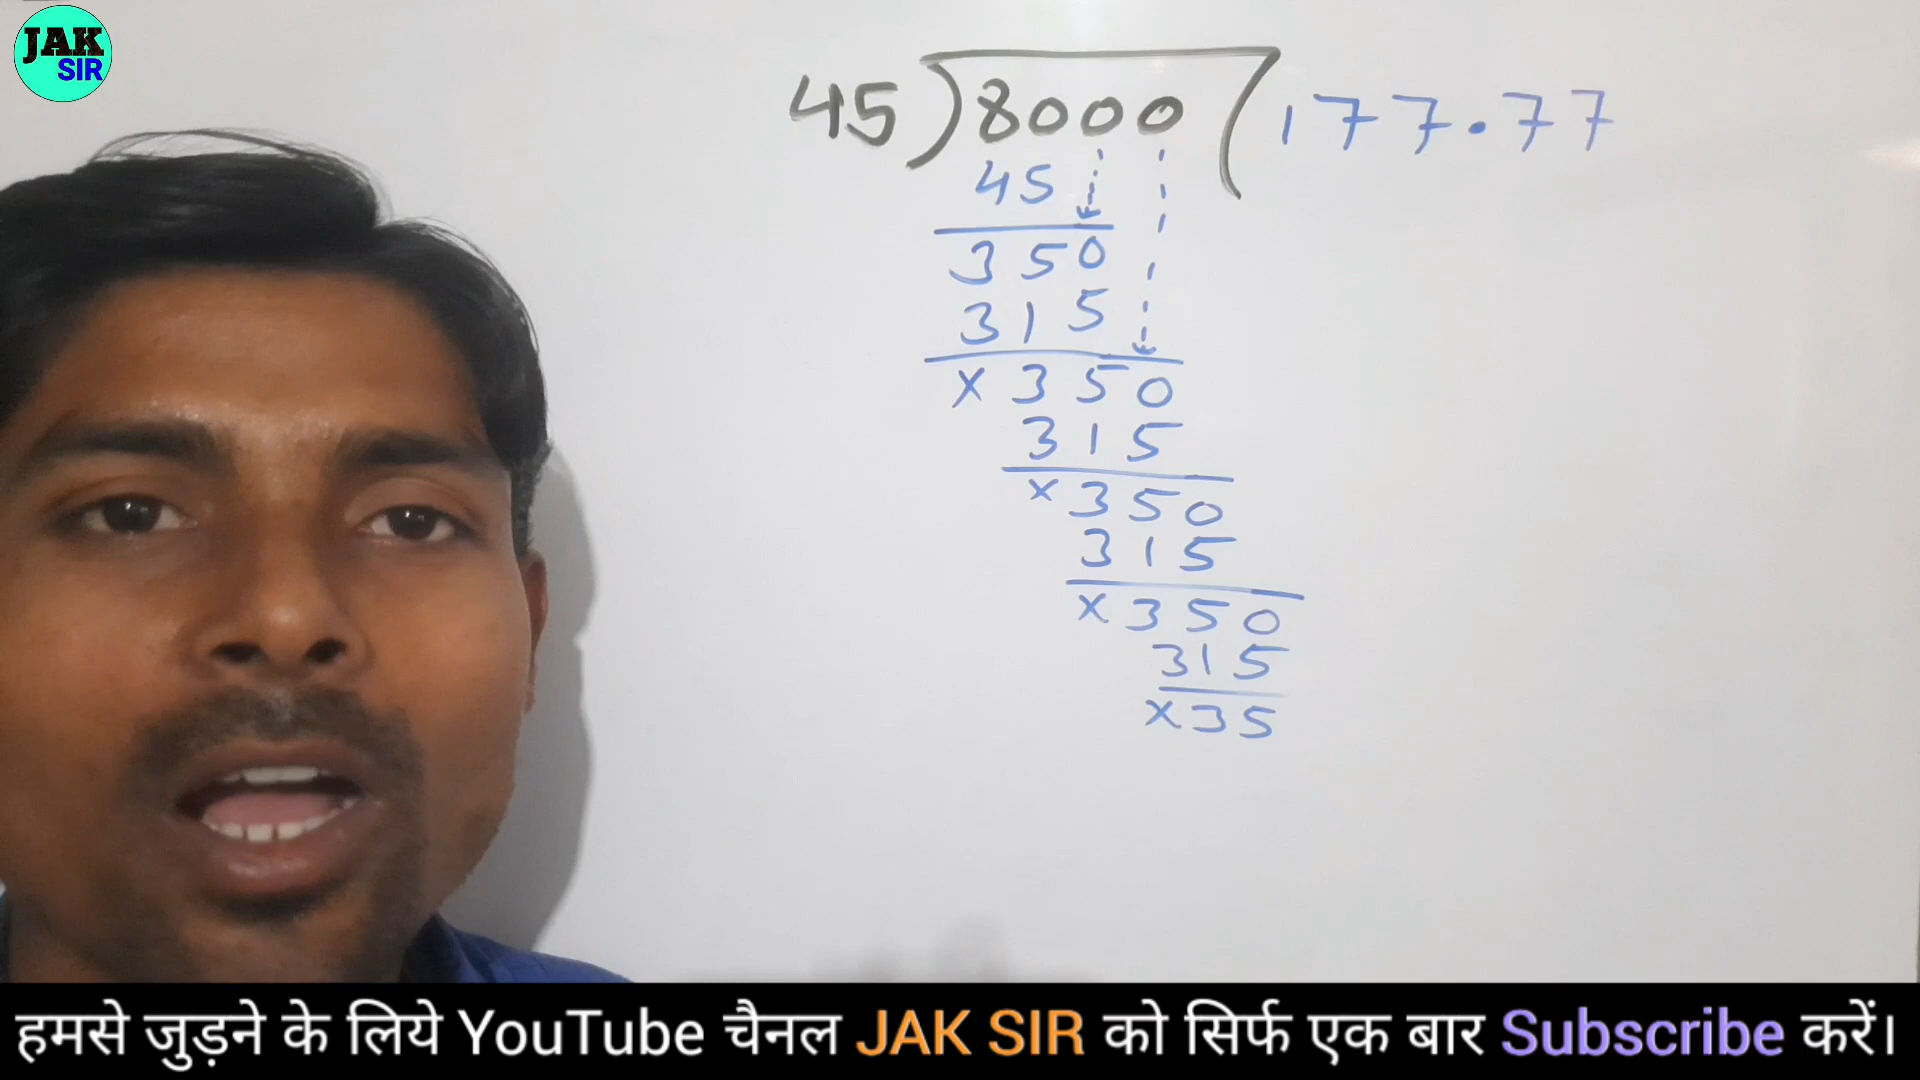 JAK
SIR
45)8000(177.77
45
350
315
x350
315
x350
315
x350
315
x35
हमसे जुड़ने के लिये YouTube चैनल JAK SIR को सिर्फ एक बार Subscribe करें।